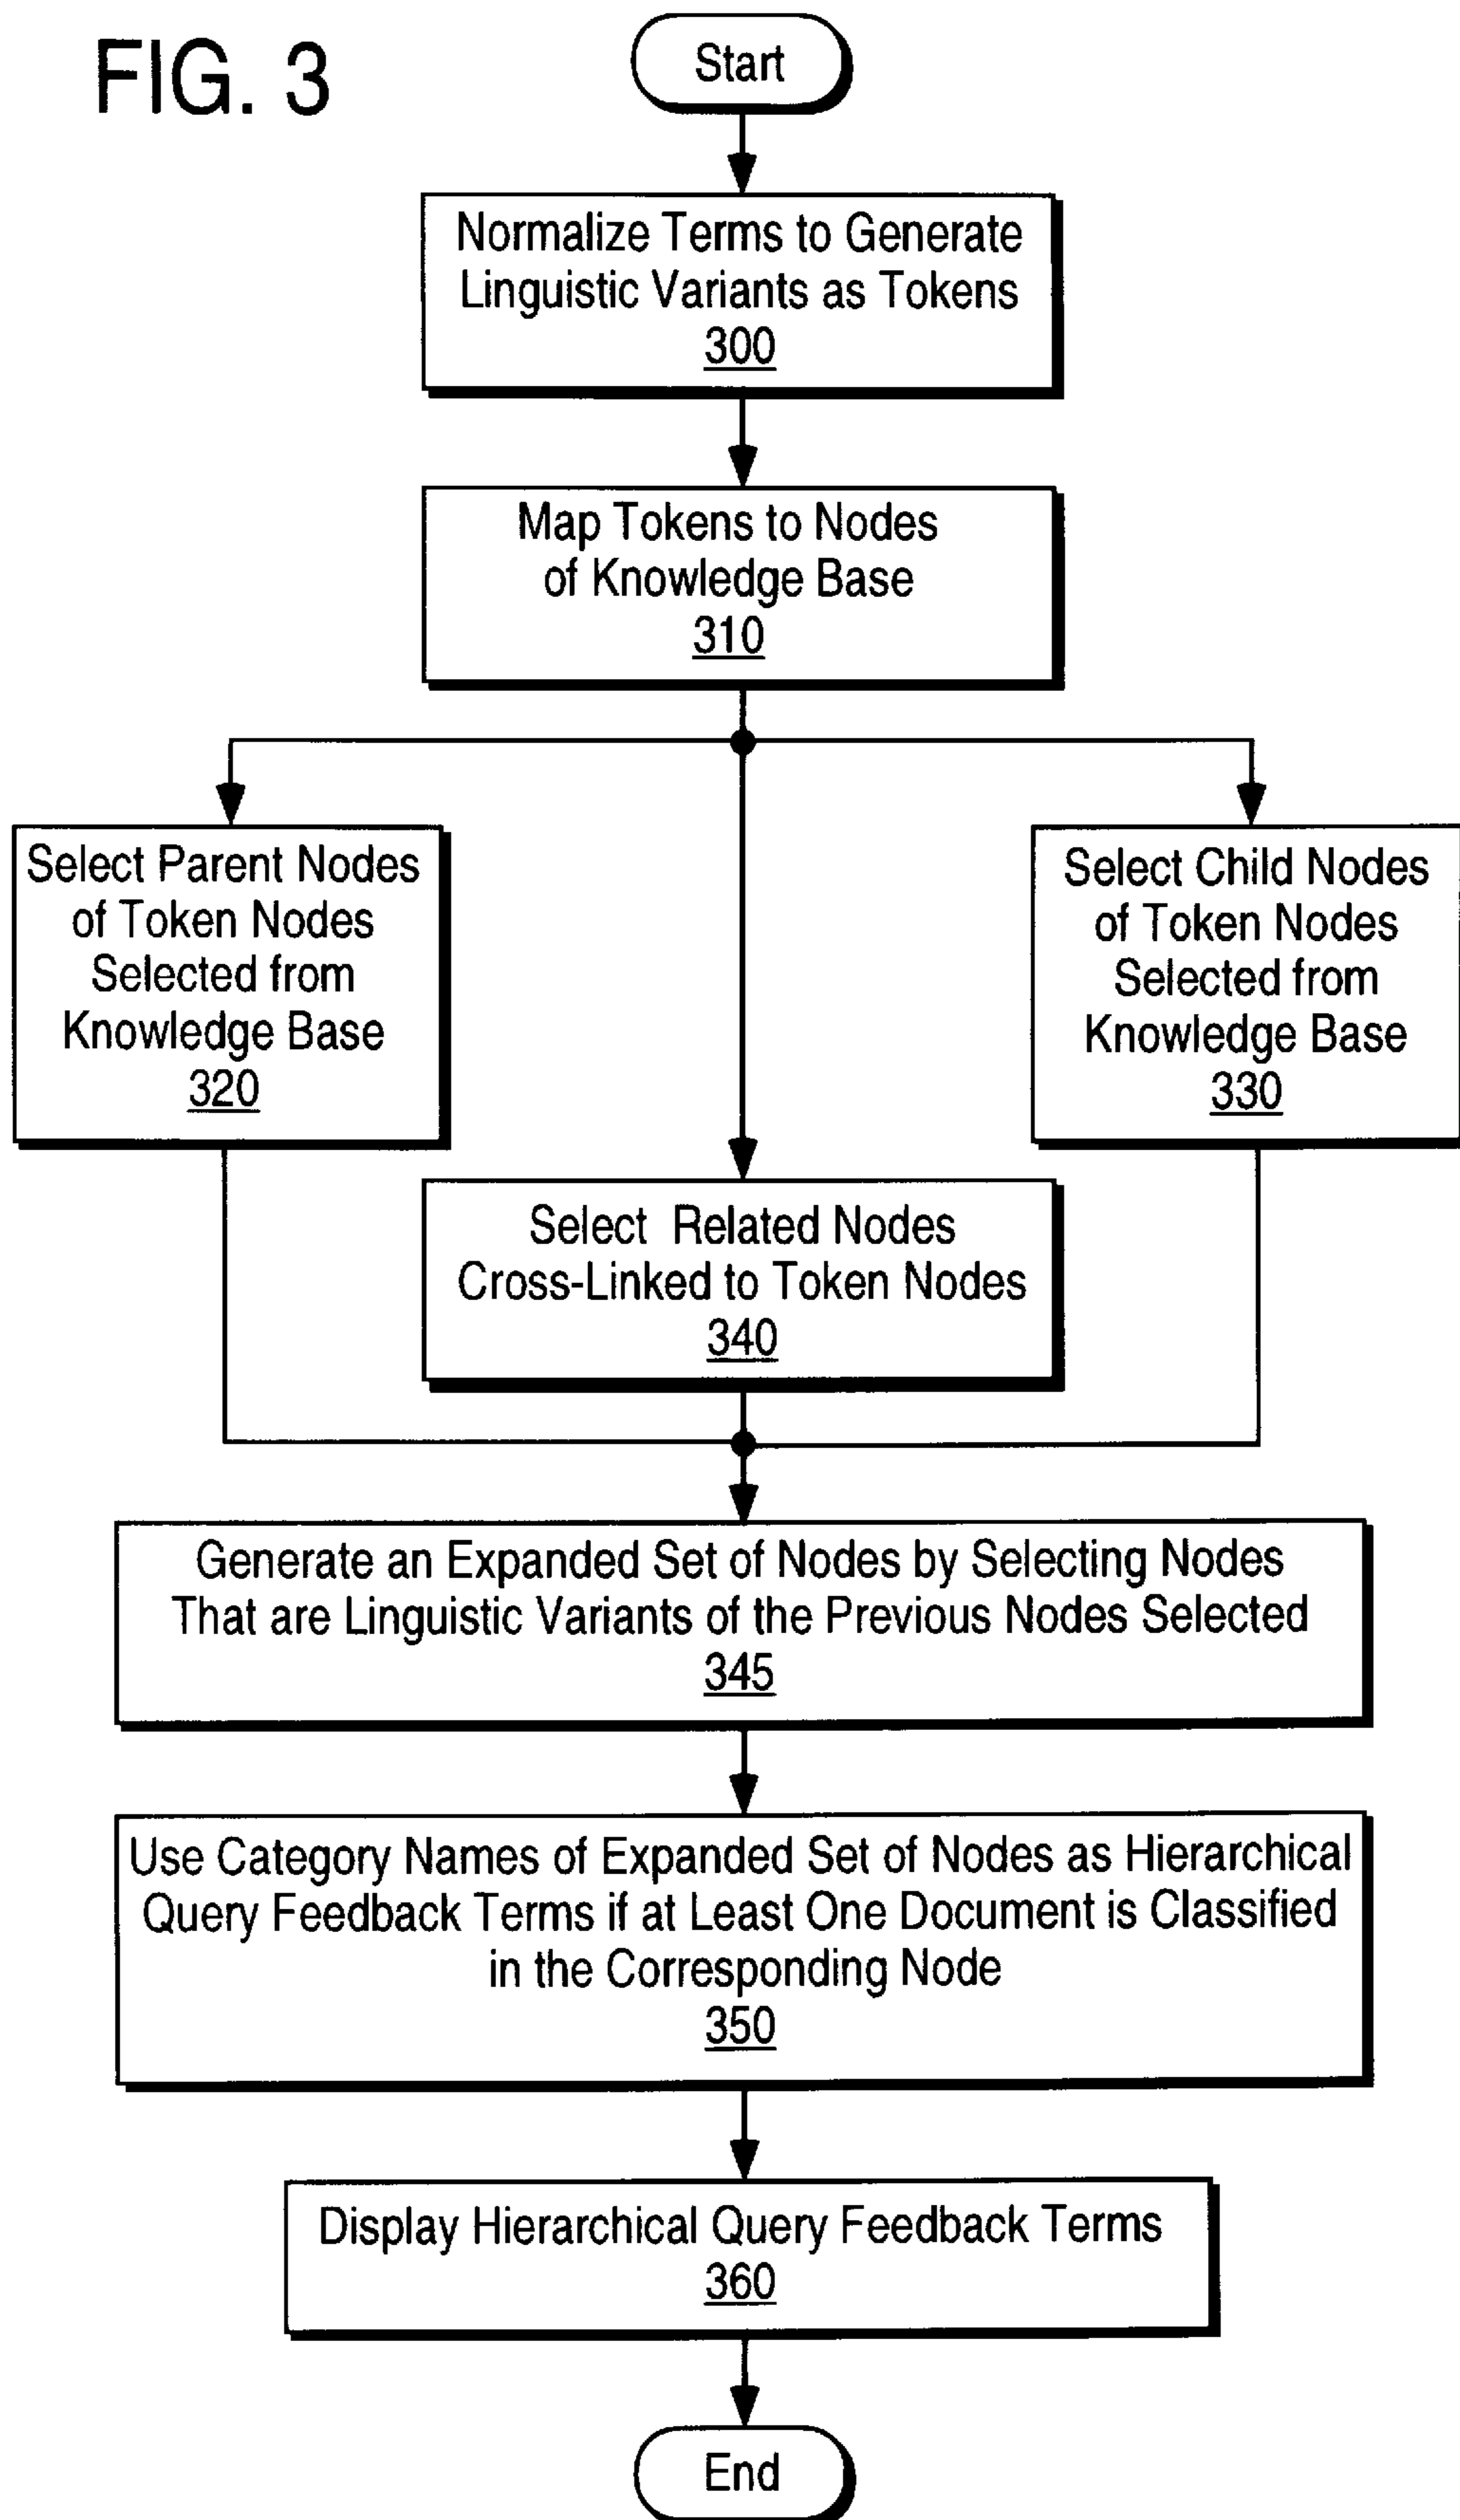 FIG. 3
Start
Normalize Terms to Generate
Linguistic Variants as Tokens
300
Map Tokens to Nodes
of Knowledge Base
310
Select Parent Nodes
of Token Nodes
Selected from
Knowledge Base
320
Select Child Nodes
of Token Nodes
Selected from
Knowledge Base
330
Select Related Nodes
Cross-Linked to Token Nodes
340
Generate an Expanded Set of Nodes by Selecting Nodes
That are Linguistic Variants of the Previous Nodes Selected
345
Use Category Names of Expanded Set of Nodes as Hierarchical
Query Feedback Terms if at Least One Document is Classified
in the Corresponding Node
350
Display Hierarchical Query Feedback Terms
360
End